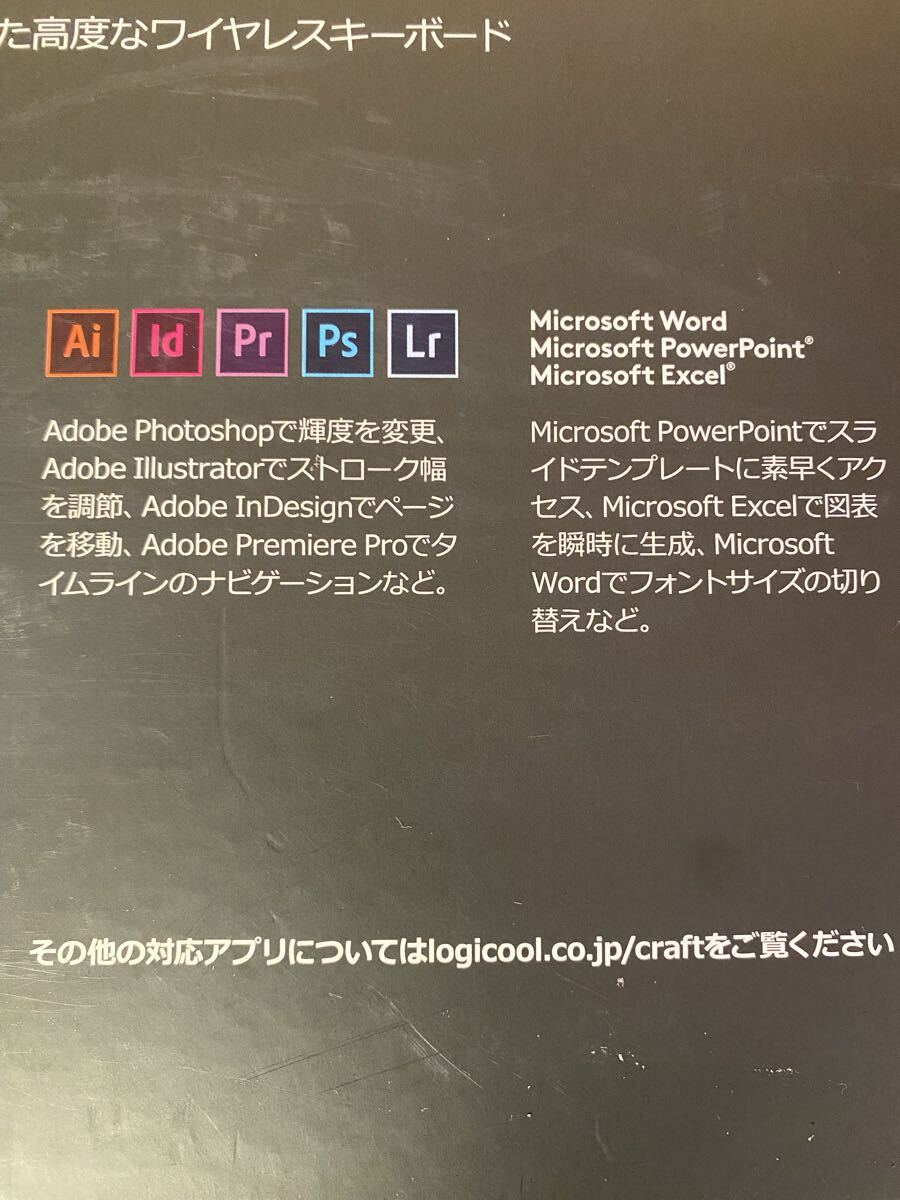 た高度なワイヤレスキーボード
Ai Id Pr Ps Lr
Adobe Photoshopで輝度を変更、
Adobe Illustratorでストローク幅
を調節、Adobe InDesignでページ
を移動、Adobe Premiere Proでタ
イムラインのナビゲーションなど。
Microsoft Word
Microsoft PowerPoint®
Microsoft Excel®
Microsoft PowerPointでスラ
イドテンプレートに素早くアク
セス、Microsoft Excelで図表
を瞬時に生成、Microsoft
Wordでフォントサイズの切り
替えなど。
その他の対応アプリについてはlogicool.co.jp/craftをご覧ください